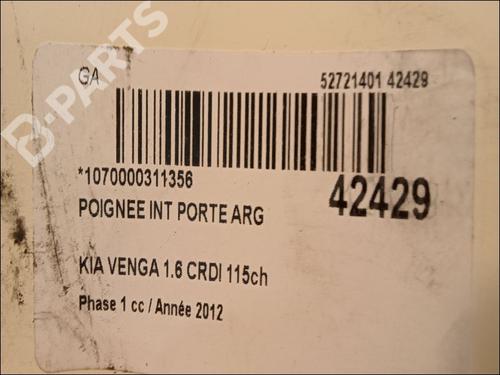 GA
52721401 42429
B-PARTS
*1070000311356
42429
POIGNEE INT PORTE ARG
KIA VENGA 1.6 CRDI 115ch
Phase 1 cc / Année 2012